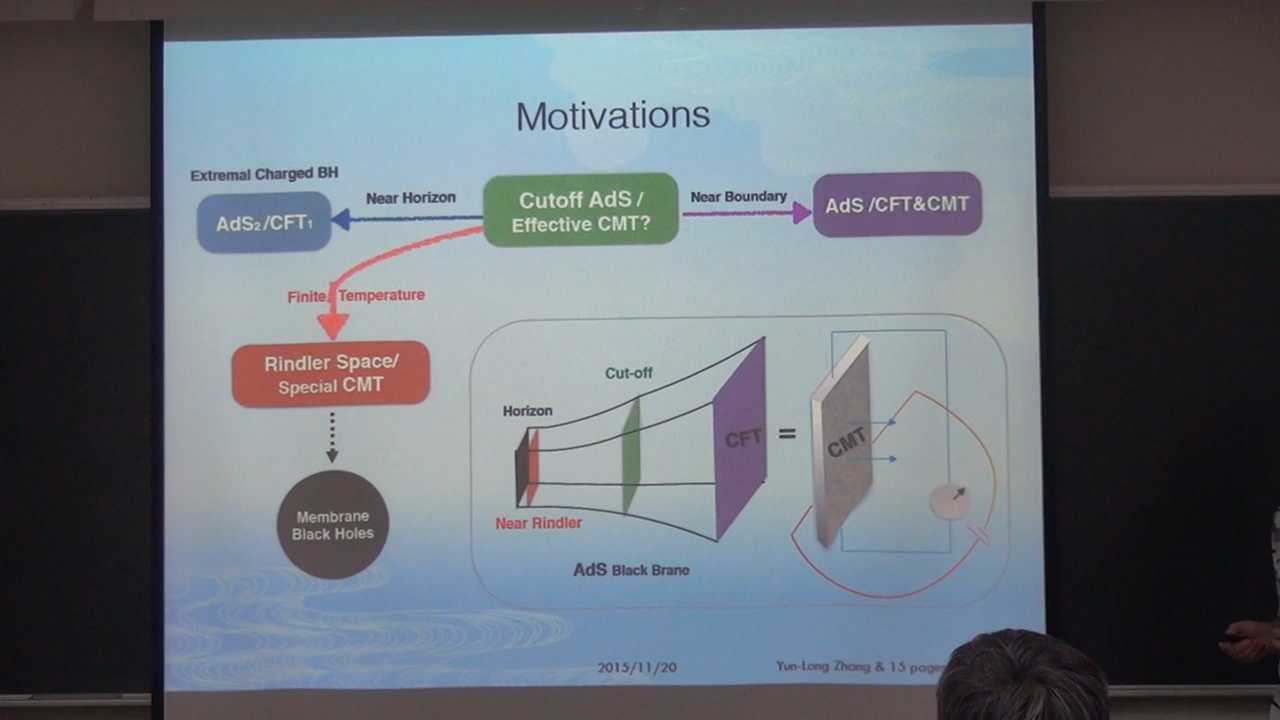 Motivations
Extremal Charged BH
AdS₂/CFT₁
Near Horizon
Cutoff AdS /
Effective CMT?
Near Boundary
AdS /CFT&CMT
Finite Temperature
Rindler Space/
Special CMT
Membrane
Black Holes
Cut-off
Horizon
CFT
=
CMT
Near Rindler
AdS Black Brane
2015/11/20
Yun-Long Zhang & 15 pages